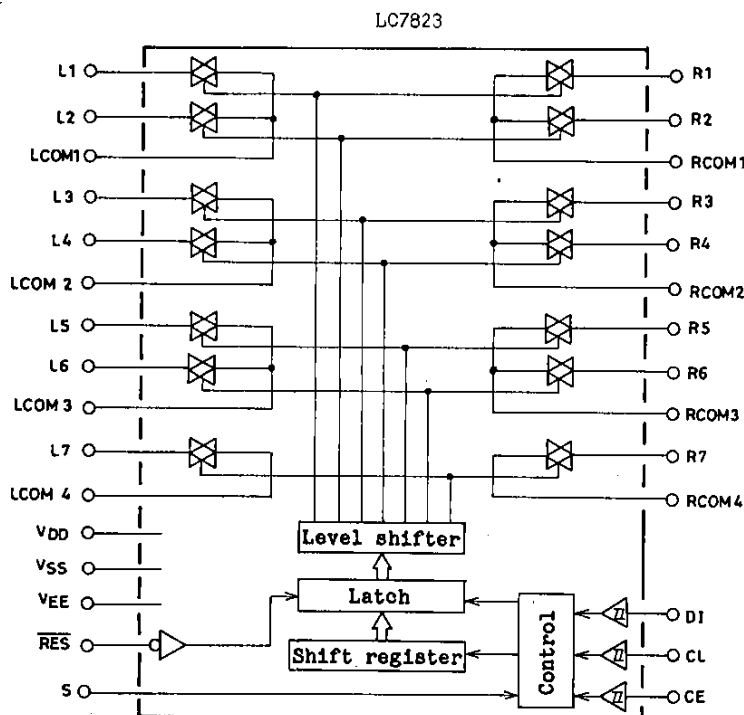 LC7823
L1
R1
L2
R2
LCOM1
RCOM1
L3
R3
L4
R4
LCOM 2
RCOM2
L5
R5
L6
R6
LCOM 3
RCOM3
L7
R7
LCOM 4
RCOM4
VDD
Level shifter
VSS
VEE
Latch
DI
RES
Shift register
Control
CL
S
CE